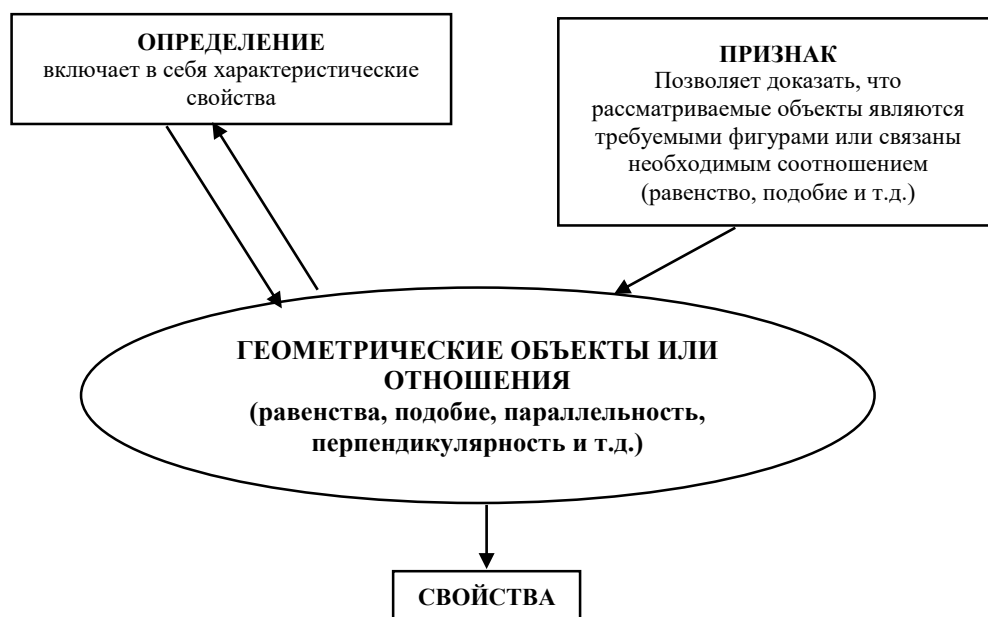 ОПРЕДЕЛЕНИЕ
включает в себя характеристические
свойства
ПРИЗНАК
Позволяет доказать, что
рассматриваемые объекты являются
требуемыми фигурами или связаны
необходимым соотношением
(равенство, подобие и т.д.)
ГЕОМЕТРИЧЕСКИЕ ОБЪЕКТЫ ИЛИ
ОТНОШЕНИЯ
(равенства, подобие, параллельность,
перпендикулярность и т.д.)
СВОЙСТВА